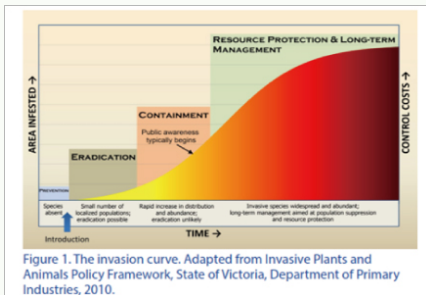 RESOURCE PROTECTION & LONG-TERM
MANAGEMENT
CONTAINMENT
Public awareness
typically begins
ERADICATION
PREVENTION
AREA INFESTED →
CONTROL COSTS →
Species
absent
Small number of
localized populations;
eradication possible
Rapid increase in distribution
and abundance;
eradication unlikely
Invasive species widespread and abundant;
long-term management aimed at population suppression
and resource protection
Introduction
TIME →
Figure 1. The invasion curve. Adapted from Invasive Plants and
Animals Policy Framework, State of Victoria, Department of Primary
Industries, 2010.